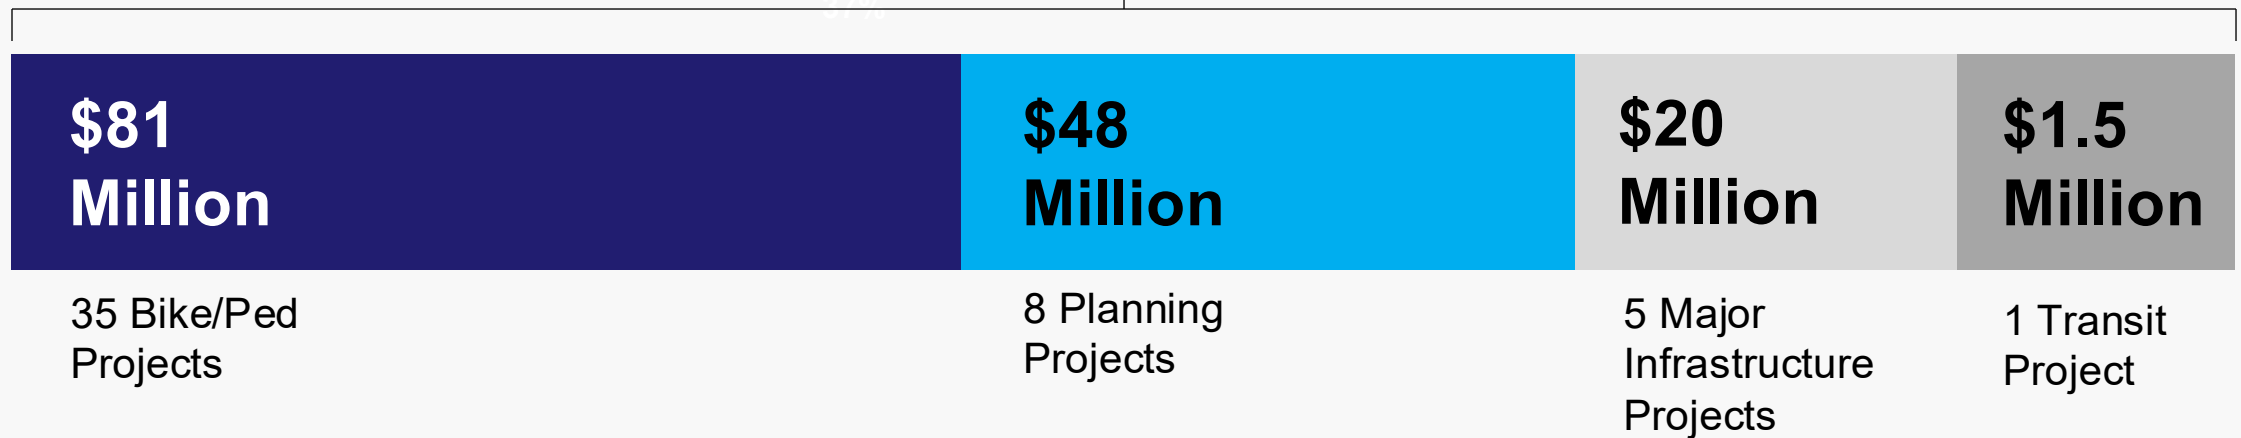 37%
$81
Million
$48
Million
$20
Million
$1.5
Million
35 Bike/Ped
Projects
8 Planning
Projects
5 Major
Infrastructure
Projects
1 Transit
Project